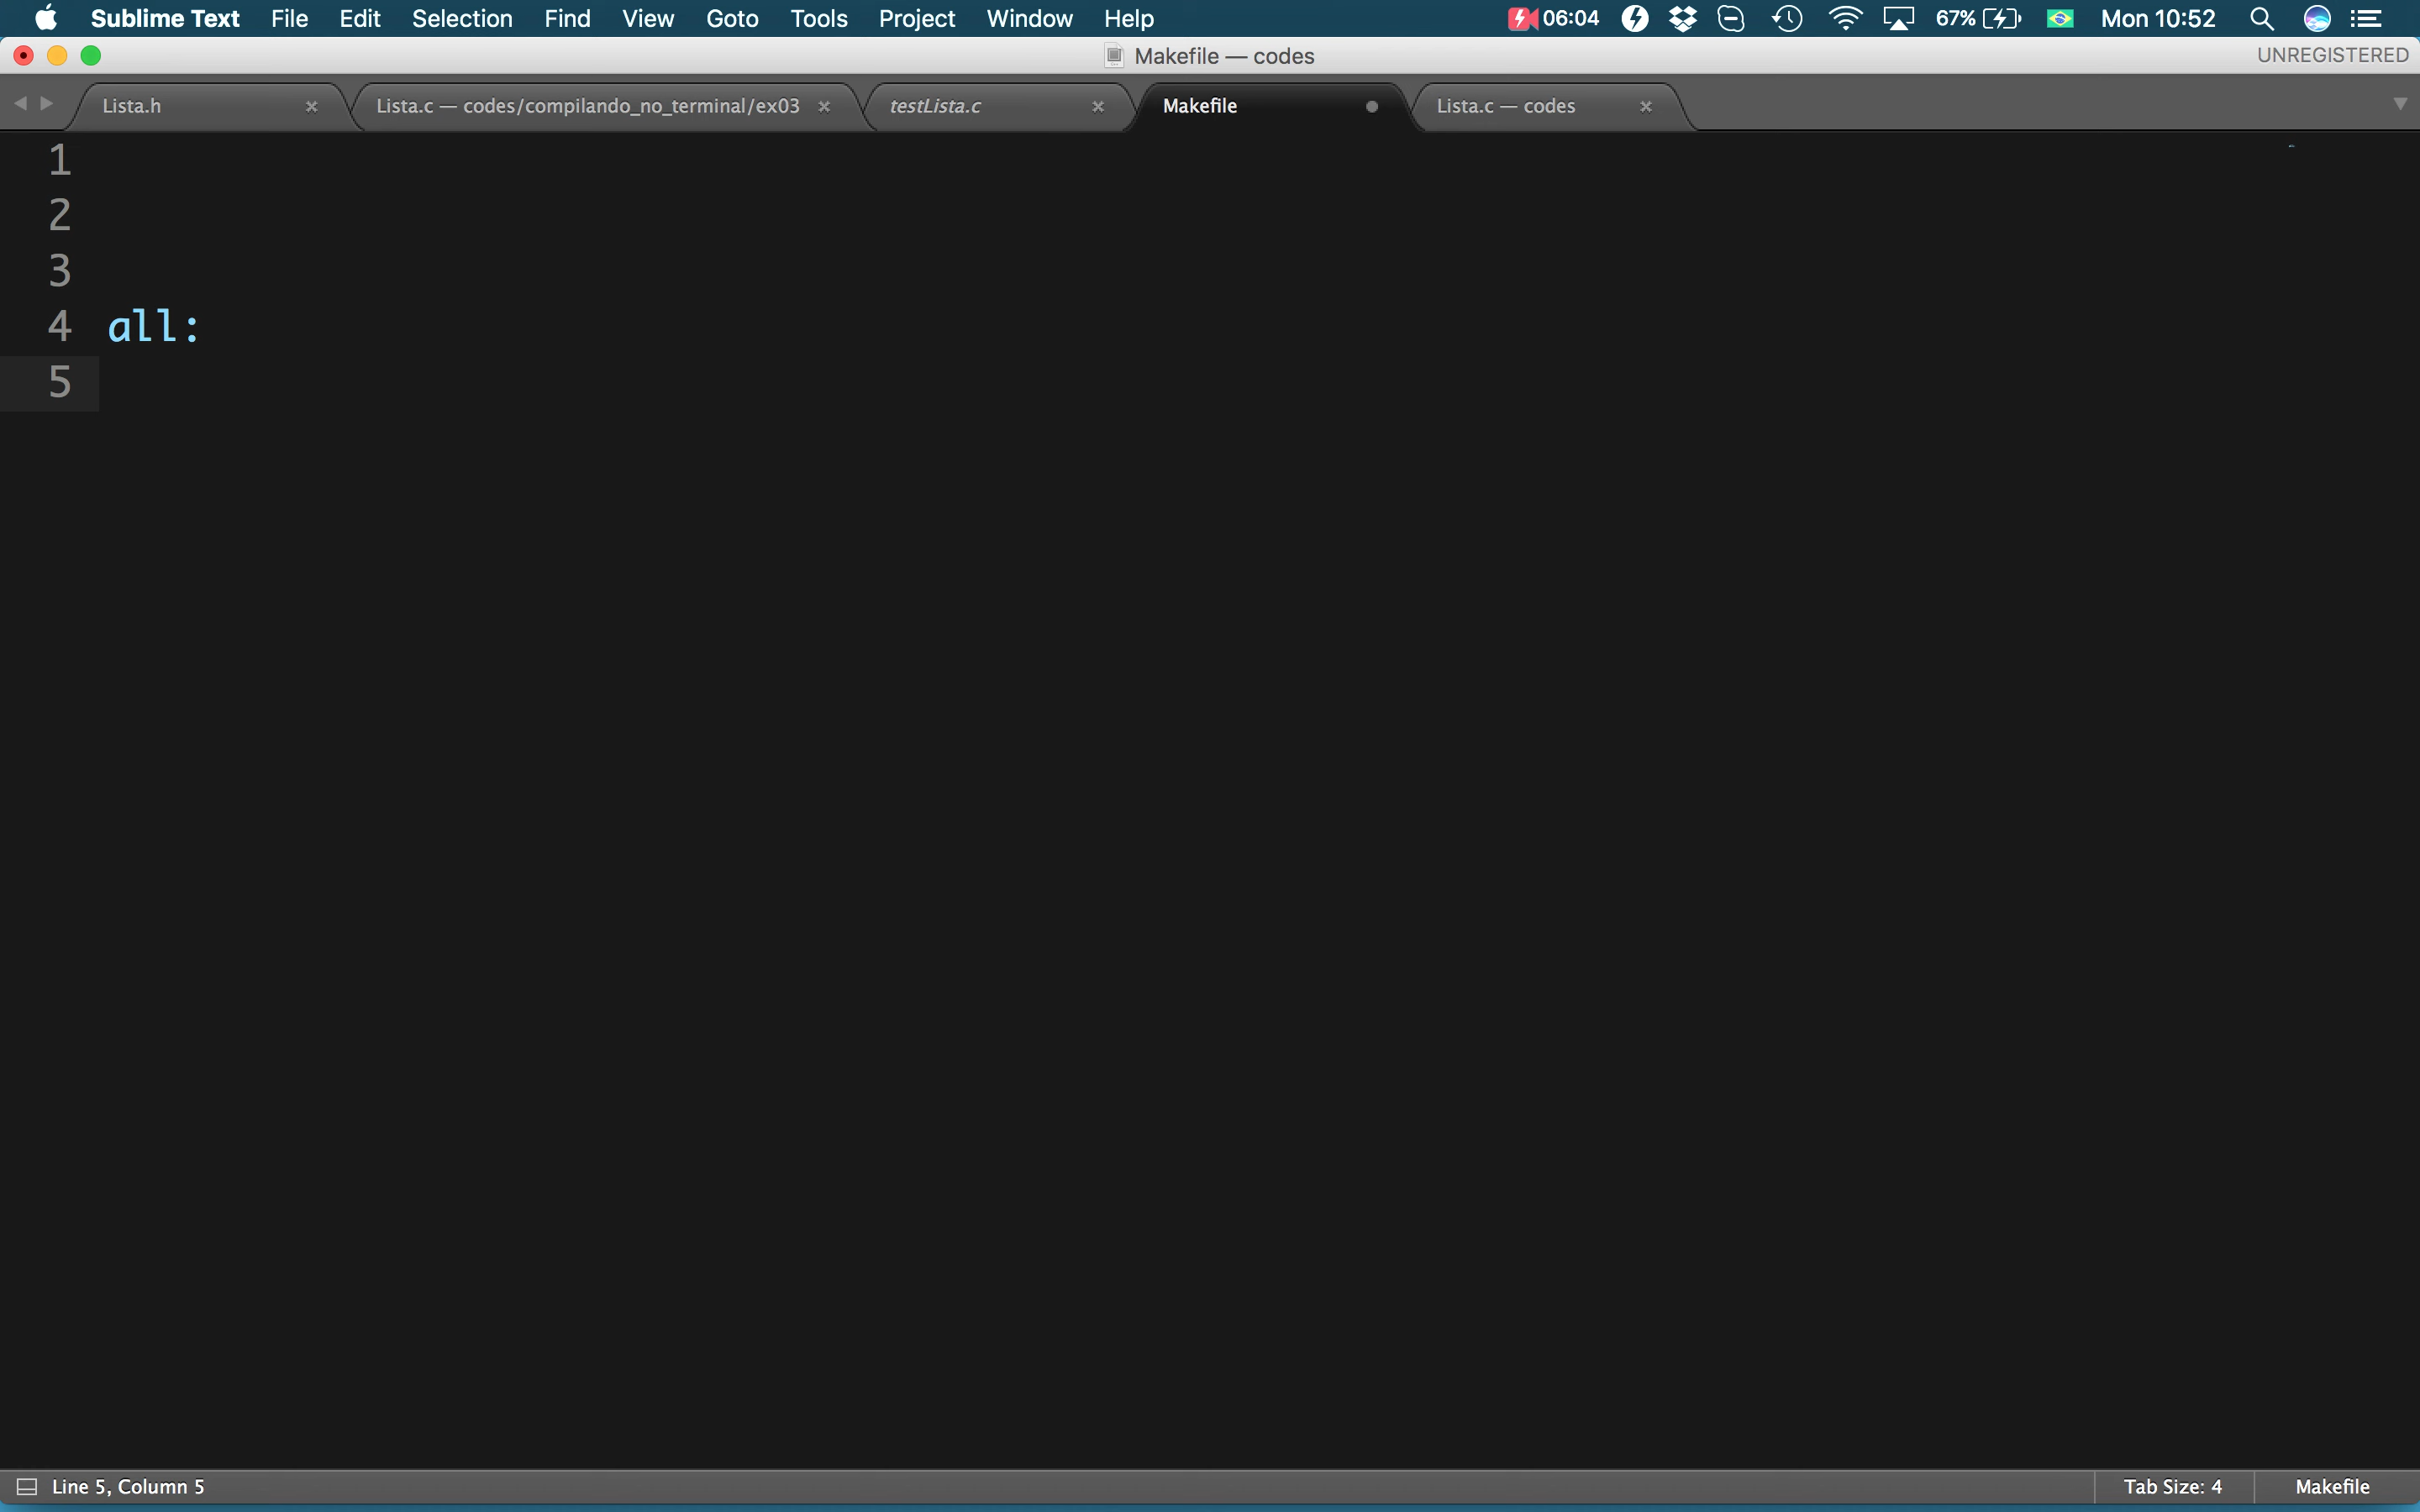 Sublime Text File Edit Selection Find View Goto Tools Project Window Help 06:04 67% Mon 10:52
Makefile — codes UNREGISTERED
Lista.h Lista.c — codes/compilando_no_terminal/ex03 testLista.c Makefile Lista.c — codes
1
2
3
4 all:
5
Line 5, Column 5 Tab Size: 4 Makefile